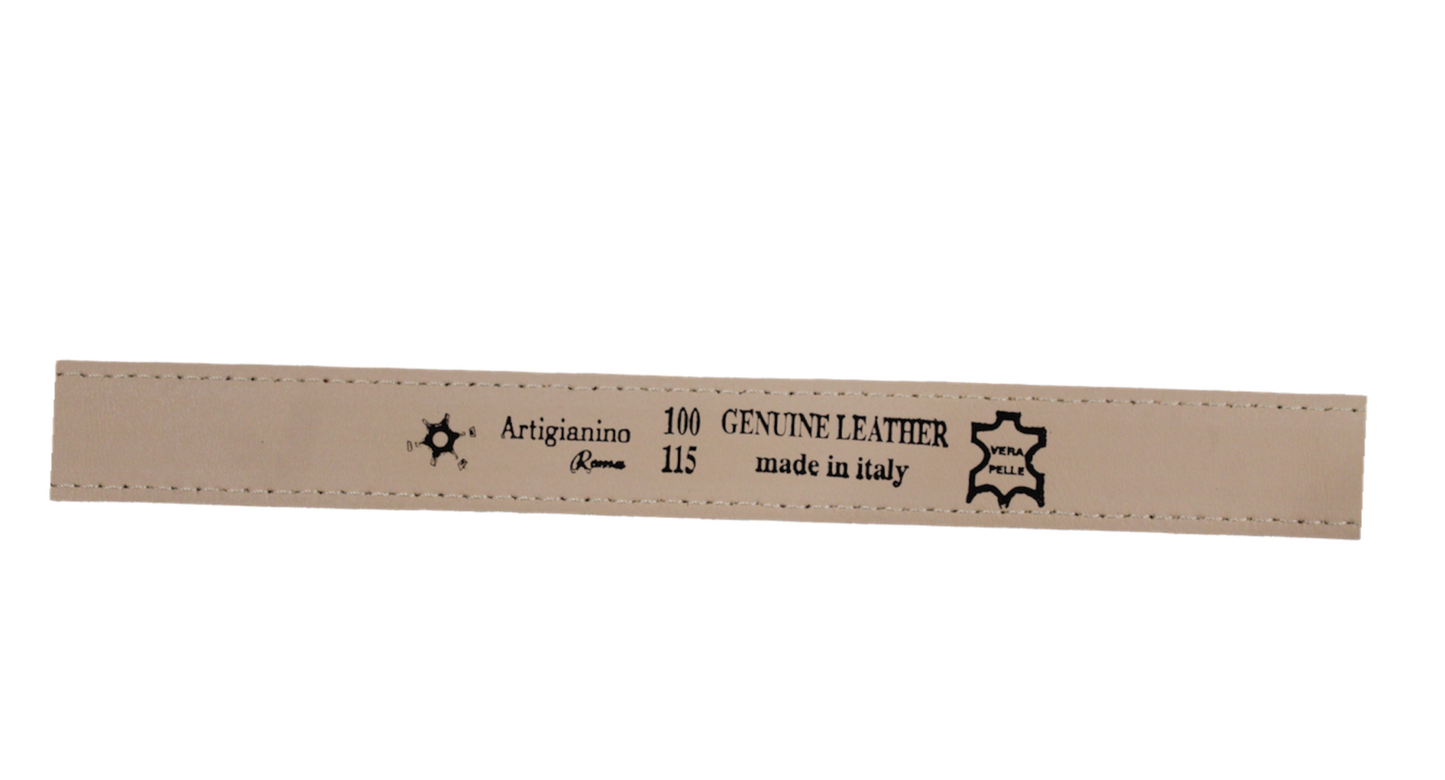 Artigianino
Roma
100
115
GENUINE LEATHER
made in italy
VERA
PELLE